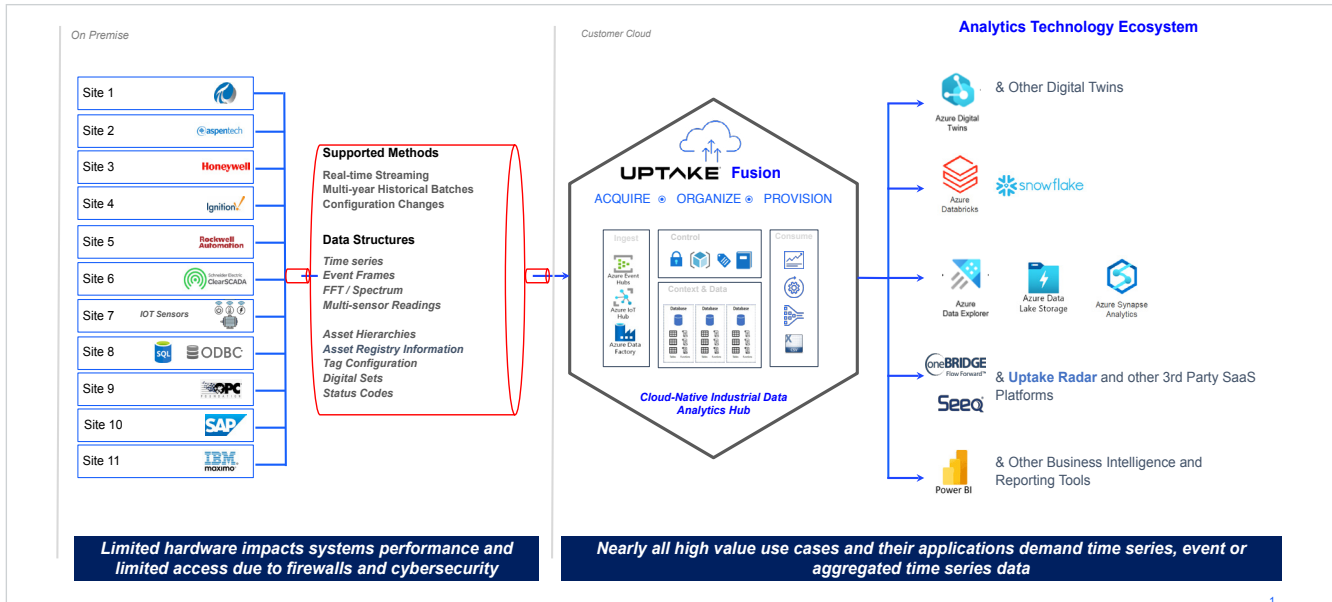 On Premise
Customer Cloud
Analytics Technology Ecosystem
Site 1
Site 2
aspentech
Site 3
Honeywell
Site 4
Ignition
Site 5
Rockwell
Automation
Site 6
Schneider Electric
ClearSCADA
Site 7
IOT Sensors
Site 8
SQL
ODBC
Site 9
OPC
FOUNDATION
Site 10
SAP
Site 11
IBM.
maximo
Supported Methods
Real-time Streaming
Multi-year Historical Batches
Configuration Changes
Data Structures
Time series
Event Frames
FFT / Spectrum
Multi-sensor Readings
Asset Hierarchies
Asset Registry Information
Tag Configuration
Digital Sets
Status Codes
UPTAKE Fusion
ACQUIRE ORGANIZE PROVISION
Ingest
Azure Event
Hubs
Azure IoT
Hub
Azure Data
Factory
Control
Context & Data
Database
Database
Database
Consume
Cloud-Native Industrial Data
Analytics Hub
Azure Digital
Twins
& Other Digital Twins
Azure
Databricks
snowflake
Azure
Data Explorer
Azure Data
Lake Storage
Azure Synapse
Analytics
oneBRIDGE
Flow Forward™
Seeq
& Uptake Radar and other 3rd Party SaaS
Platforms
Power BI
& Other Business Intelligence and
Reporting Tools
Limited hardware impacts systems performance and
limited access due to firewalls and cybersecurity
Nearly all high value use cases and their applications demand time series, event or
aggregated time series data
1